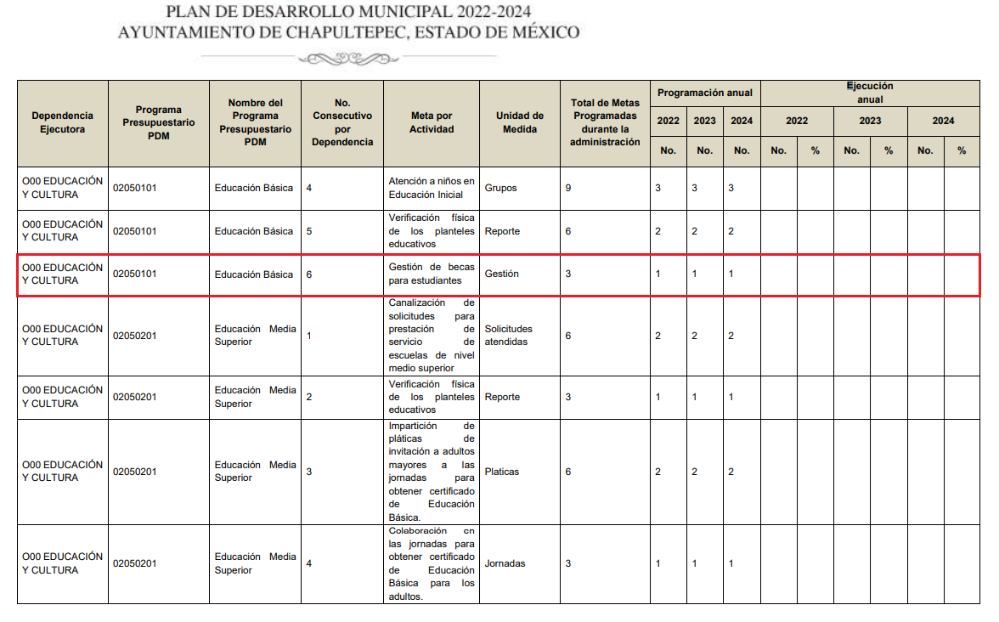 PLAN DE DESARROLLO MUNICIPAL 2022-2024
AYUNTAMIENTO DE CHAPULTEPEC, ESTADO DE MÉXICO
Dependencia Ejecutora | Programa Presupuestario PDM | Nombre del Programa Presupuestario PDM | No. Consecutivo por Dependencia | Meta por Actividad | Unidad de Medida | Total de Metas Programadas durante la administración | Programación anual | Ejecución anual
2022 | 2023 | 2024 | 2022 | 2023 | 2024
No. | No. | No. | No. | % | No. | % | No. | %
O00 EDUCACIÓN Y CULTURA | 02050101 | Educación Básica | 4 | Atención a niños en Educación Inicial | Grupos | 9 | 3 | 3 | 3
O00 EDUCACIÓN Y CULTURA | 02050101 | Educación Básica | 5 | Verificación física de los planteles educativos | Reporte | 6 | 2 | 2 | 2
O00 EDUCACIÓN Y CULTURA | 02050101 | Educación Básica | 6 | Gestión de becas para estudiantes | Gestión | 3 | 1 | 1 | 1
O00 EDUCACIÓN Y CULTURA | 02050201 | Educación Media Superior | 1 | Canalización de solicitudes para prestación de servicio de escuelas de nivel medio superior | Solicitudes atendidas | 6 | 2 | 2 | 2
O00 EDUCACIÓN Y CULTURA | 02050201 | Educación Media Superior | 2 | Verificación física de los planteles educativos | Reporte | 3 | 1 | 1 | 1
O00 EDUCACIÓN Y CULTURA | 02050201 | Educación Media Superior | 3 | Impartición de pláticas de invitación a adultos mayores a las jornadas para obtener certificado de Educación Básica. | Platicas | 6 | 2 | 2 | 2
O00 EDUCACIÓN Y CULTURA | 02050201 | Educación Media Superior | 4 | Colaboración en las jornadas para obtener certificado de Educación Básica para los adultos. | Jornadas | 3 | 1 | 1 | 1